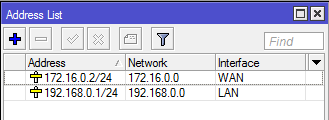 Address List
Find
Address Network Interface
172.16.0.2/24 172.16.0.0 WAN
192.168.0.1/24 192.168.0.0 LAN